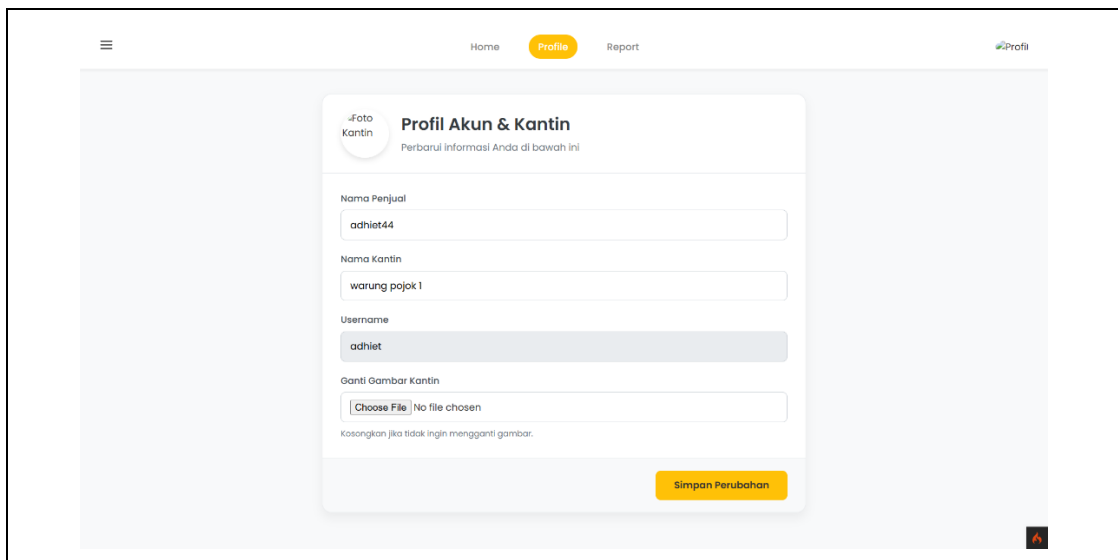 Home Profile Report Profil
Foto
Kantin
Profil Akun & Kantin
Perbarui informasi Anda di bawah ini
Nama Penjual
adhiet44
Nama Kantin
warung pojok 1
Username
adhiet
Ganti Gambar Kantin
Choose File No file chosen
Kosongkan jika tidak ingin mengganti gambar.
Simpan Perubahan